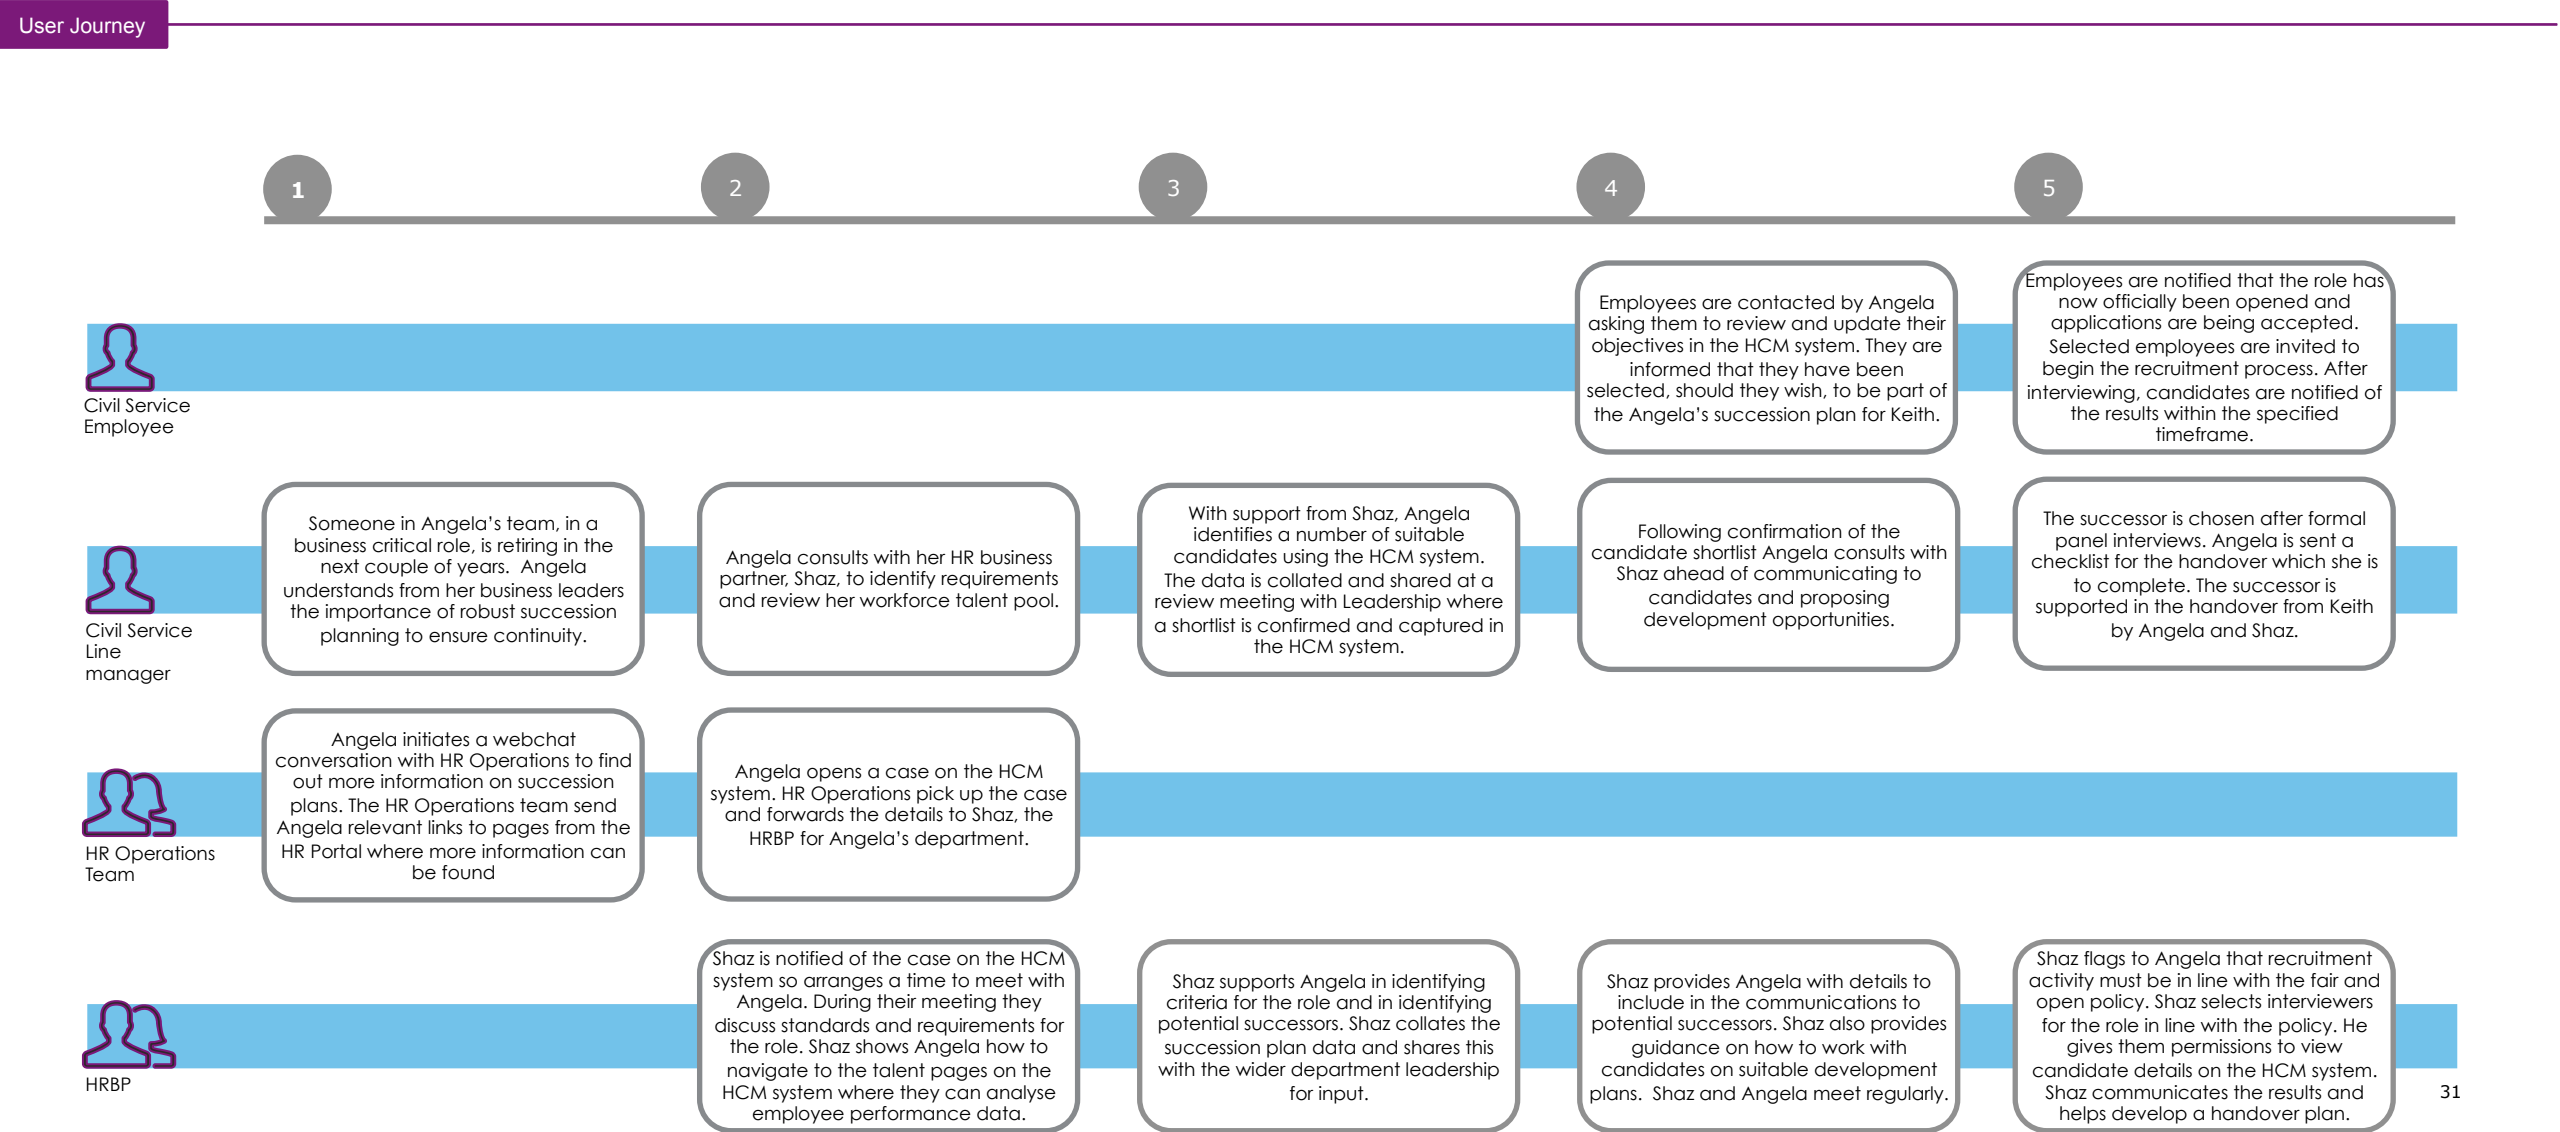 User Journey
1
2
3
4
5
Civil Service
Employee
Employees are contacted by Angela
asking them to review and update their
objectives in the HCM system. They are
informed that they have been
selected, should they wish, to be part of
the Angela’s succession plan for Keith.
Employees are notified that the role has
now officially been opened and
applications are being accepted.
Selected employees are invited to
begin the recruitment process. After
interviewing, candidates are notified of
the results within the specified
timeframe.
Civil Service
Line
manager
Someone in Angela’s team, in a
business critical role, is retiring in the
next couple of years.  Angela
understands from her business leaders
the importance of robust succession
planning to ensure continuity.
Angela consults with her HR business
partner, Shaz, to identify requirements
and review her workforce talent pool.
With support from Shaz, Angela
identifies a number of suitable
candidates using the HCM system.
The data is collated and shared at a
review meeting with Leadership where
a shortlist is confirmed and captured in
the HCM system.
Following confirmation of the
candidate shortlist Angela consults with
Shaz ahead of communicating to
candidates and proposing
development opportunities.
The successor is chosen after formal
panel interviews. Angela is sent a
checklist for the handover which she is
to complete. The successor is
supported in the handover from Keith
by Angela and Shaz.
HR Operations
Team
Angela initiates a webchat
conversation with HR Operations to find
out more information on succession
plans. The HR Operations team send
Angela relevant links to pages from the
HR Portal where more information can
be found
Angela opens a case on the HCM
system. HR Operations pick up the case
and forwards the details to Shaz, the
HRBP for Angela’s department.
HRBP
Shaz is notified of the case on the HCM
system so arranges a time to meet with
Angela. During their meeting they
discuss standards and requirements for
the role. Shaz shows Angela how to
navigate to the talent pages on the
HCM system where they can analyse
employee performance data.
Shaz supports Angela in identifying
criteria for the role and in identifying
potential successors. Shaz collates the
succession plan data and shares this
with the wider department leadership
for input.
Shaz provides Angela with details to
include in the communications to
potential successors. Shaz also provides
guidance on how to work with
candidates on suitable development
plans.  Shaz and Angela meet regularly.
Shaz flags to Angela that recruitment
activity must be in line with the fair and
open policy. Shaz selects interviewers
for the role in line with the policy. He
gives them permissions to view
candidate details on the HCM system.
Shaz communicates the results and
helps develop a handover plan.
31